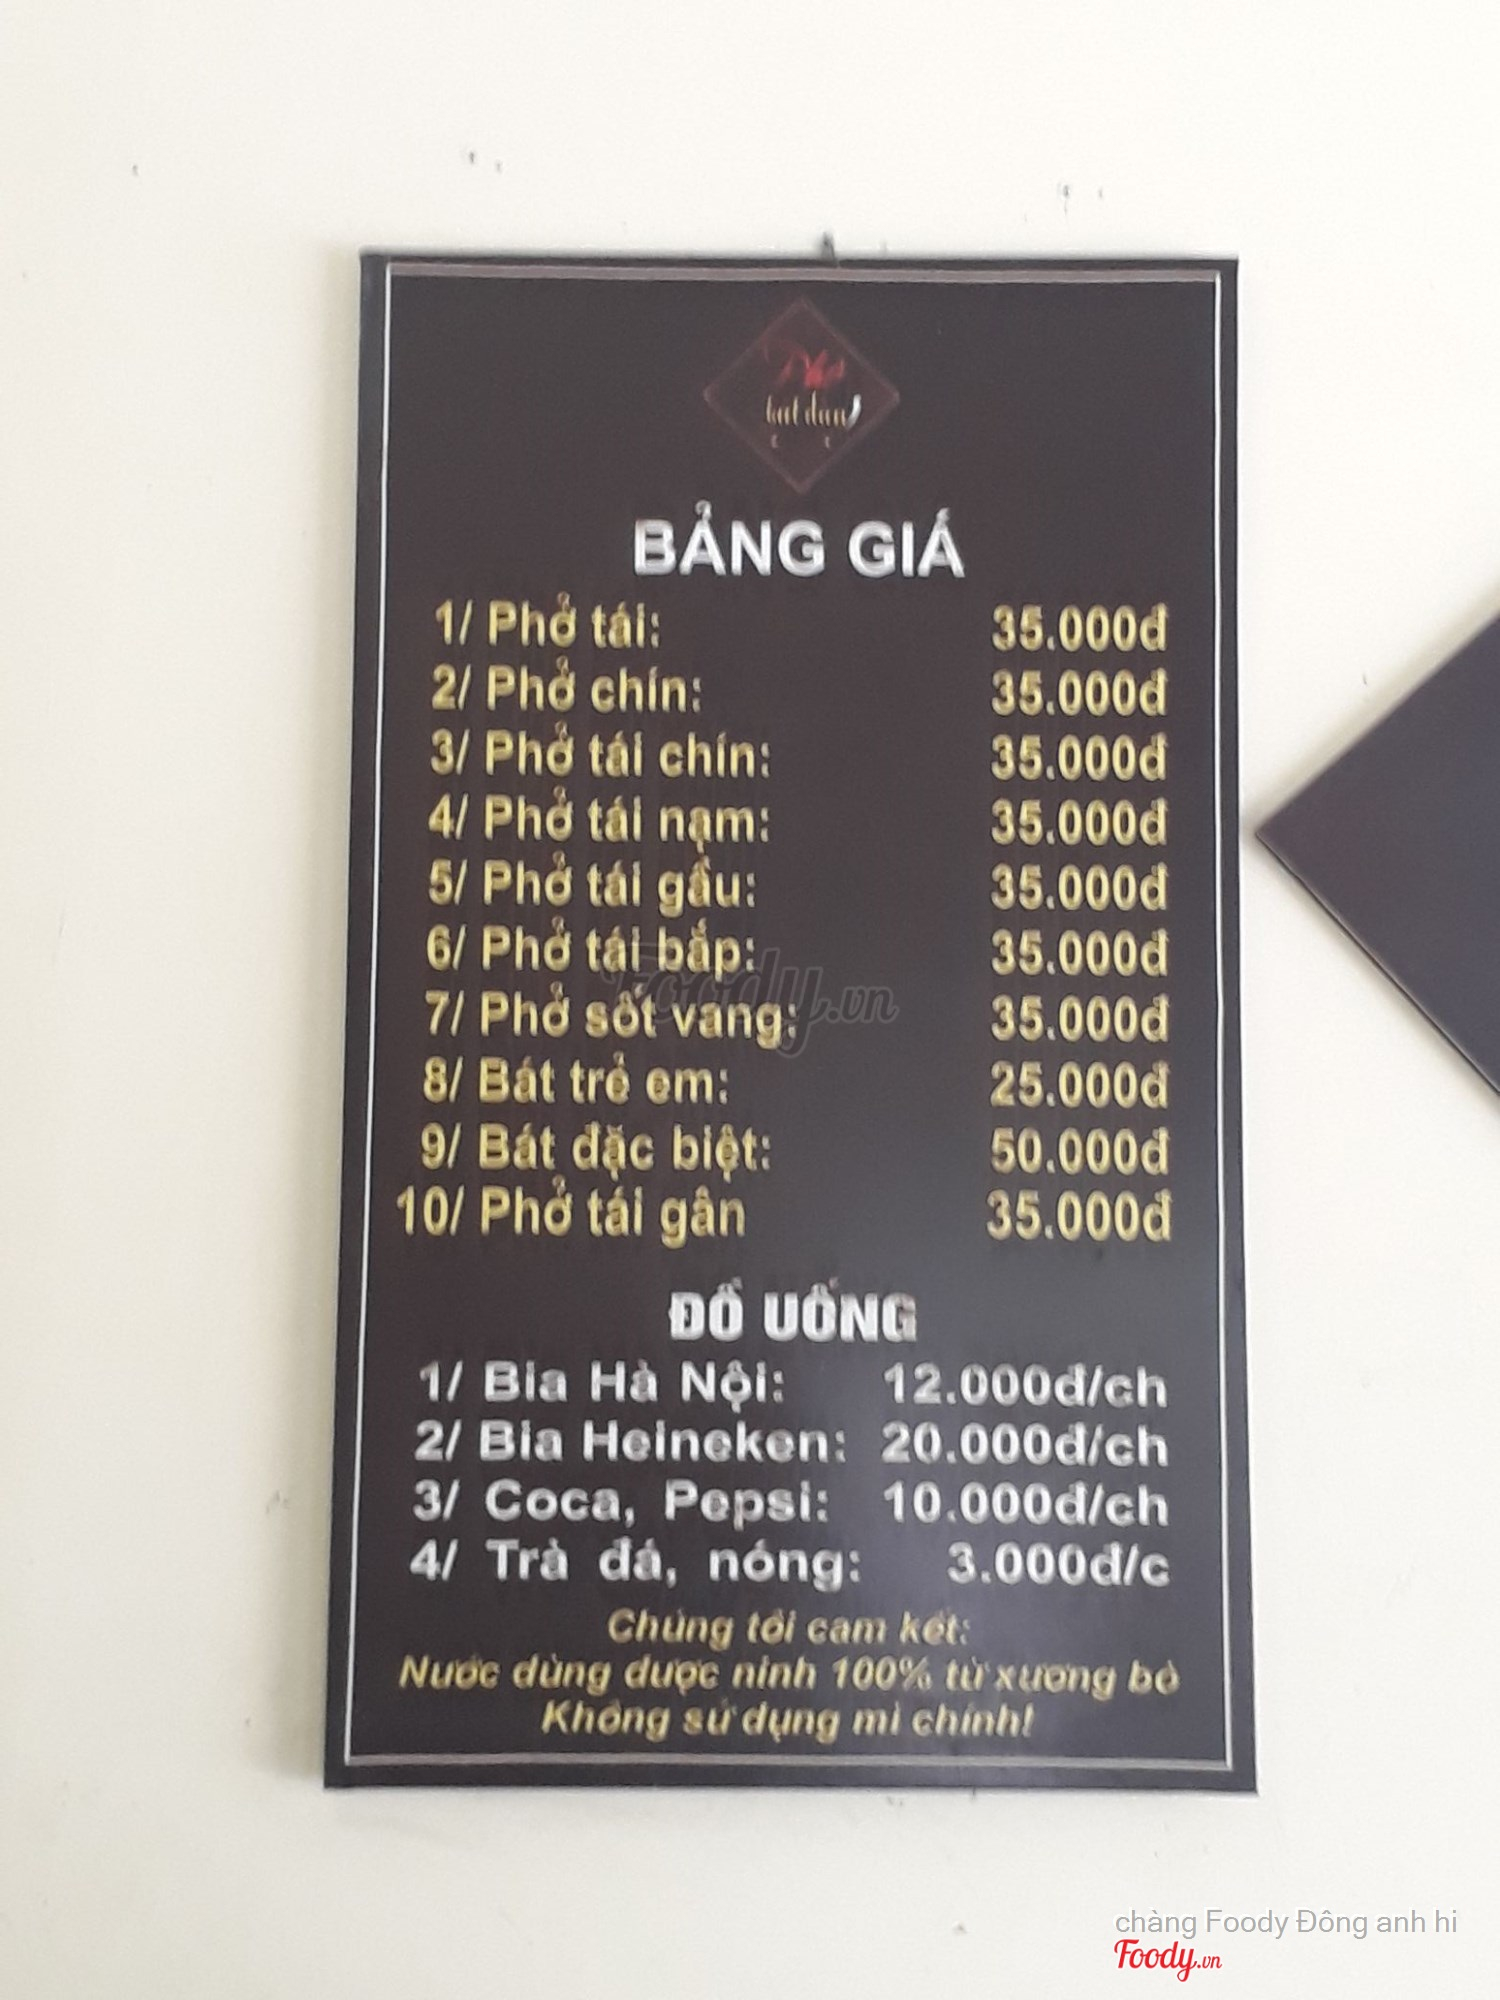 Phở
BẢNG GIÁ
1/ Phở tái: 35.000đ
2/ Phở chín: 35.000đ
3/ Phở tái chín: 35.000đ
4/ Phở tái nạm: 35.000đ
5/ Phở tái gầu: 35.000đ
6/ Phở tái bắp: 35.000đ
7/ Phở sốt vang: 35.000đ
8/ Bát trẻ em: 25.000đ
9/ Bát đặc biệt: 50.000đ
10/ Phở tái gân 35.000đ
Foody.vn
ĐỒ UỐNG
1/ Bia Hà Nội: 12.000đ/ch
2/ Bia Heineken: 20.000đ/ch
3/ Coca, Pepsi: 10.000đ/ch
4/ Trà đá, nóng: 3.000đ/c
Chúng tôi cam kết:
Nước dùng được ninh 100% từ xương bò
Không sử dụng mì chính!
chàng Foody Đông anh hi
Foody.vn